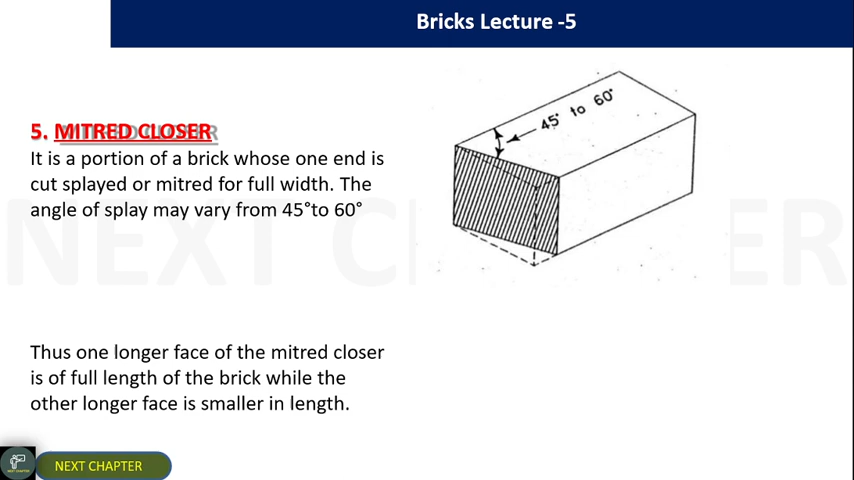 Bricks Lecture -5
5. MITRED CLOSER
It is a portion of a brick whose one end is
cut splayed or mitred for full width. The
angle of splay may vary from 45°to 60°
45° to 60°
Thus one longer face of the mitred closer
is of full length of the brick while the
other longer face is smaller in length.
NEXT CHAPTER
NEXT CHAPTER